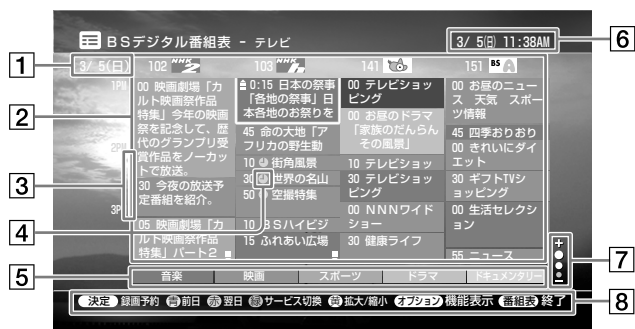 BSデジタル番組表 - テレビ
3/ 5(日) 11:38AM
6
1
3/ 5(日)
102
NHK
103
NHK
141
151
BS
1PM
2PM
3P
2
3
4
5
7
8
00 映画劇場「カ
ルト映画祭作品
特集」今年の映画
祭を記念して、歴
代のグランプリ受
賞作品をノーカッ
トで放送。
30 今夜の放送予
定番組を紹介。
05 映画劇場「カ
ルト映画祭作品
特集」パート2
0:15 日本の祭事
「各地の祭事」日
本各地のお祭りを
45 命の大地「ア
フリカの野生動
10 街角風景
30 世界の名山
50 空撮特集
10 BSハイビジ
15 ふれあい広場
00 テレビショッ
ピング
00 お昼のドラマ
「家族のだんらん
その風景」
10 テレビショッ
30 テレビショッ
ピング
00 NNNワイド
ショー
30 健康ライフ
00 お昼のニュー
ス 天気 スポー
ツ情報
45 四季おりおり
00 きれいにダイ
エット
30 ギフトTVシ
ョッピング
00 生活セレクシ
ョン
55 ニュース
音楽 映画 スポーツ ドラマ ドキュメンタリー
決定 録画予約 青 前日 赤 翌日 緑 サービス切換 黄 拡大/縮小 オプション 機能表示 番組表 終了